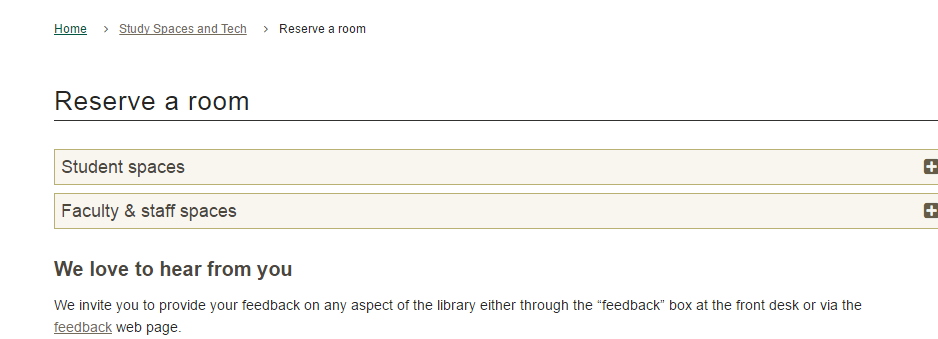 Home > Study Spaces and Tech > Reserve a room
Reserve a room
Student spaces
Faculty & staff spaces
We love to hear from you
We invite you to provide your feedback on any aspect of the library either through the “feedback” box at the front desk or via the
feedback web page.